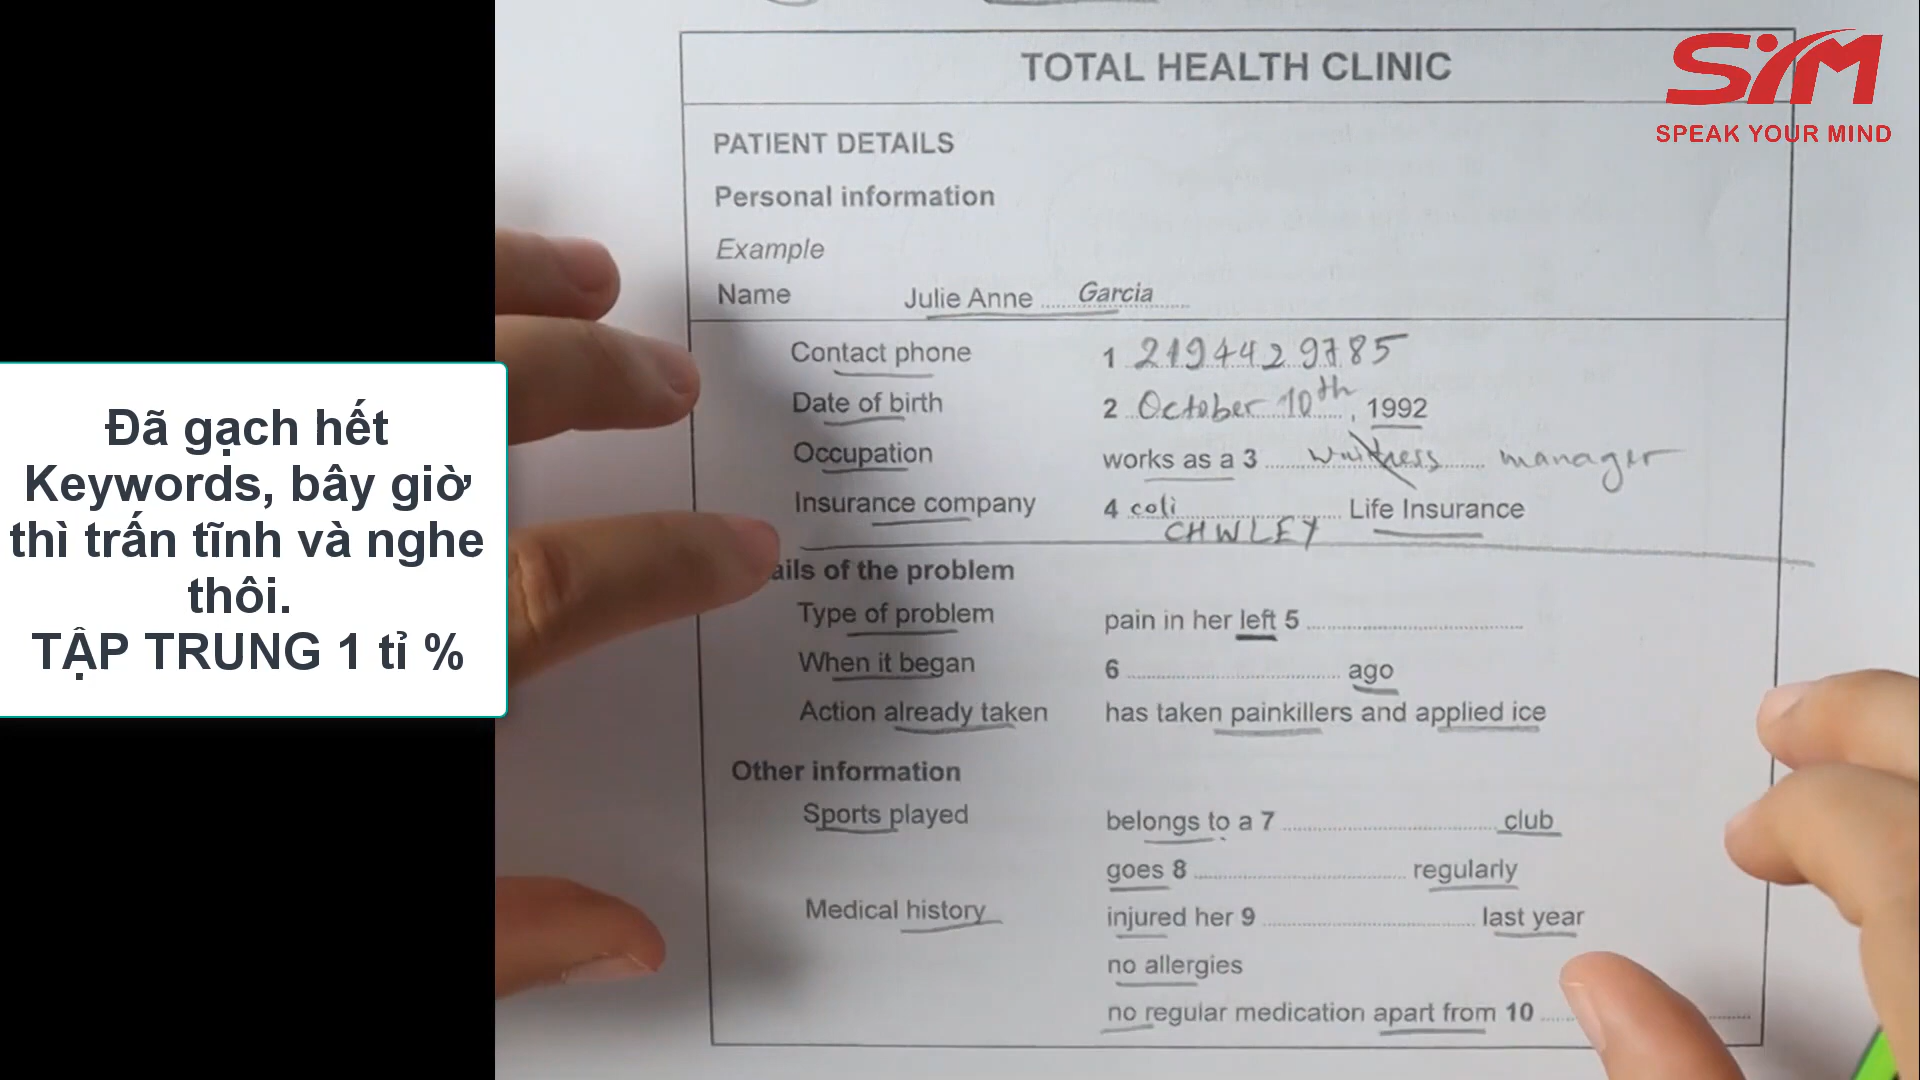 SIM
SPEAK YOUR MIND
Đã gạch hết
Keywords, bây giờ
thì trấn tĩnh và nghe
thôi.
TẬP TRUNG 1 tỉ %
TOTAL HEALTH CLINIC
PATIENT DETAILS
Personal information
Example
Name Julie Anne Garcia
Contact phone 1 2194429785
Date of birth 2 October 10th, 1992
Occupation works as a 3 waitress manager
Insurance company 4 coli Life Insurance
CHWLEY
ails of the problem
Type of problem pain in her left 5
When it began 6 ago
Action already taken has taken painkillers and applied ice
Other information
Sports played belongs to a 7 club
goes 8 regularly
Medical history injured her 9 last year
no allergies
no regular medication apart from 10